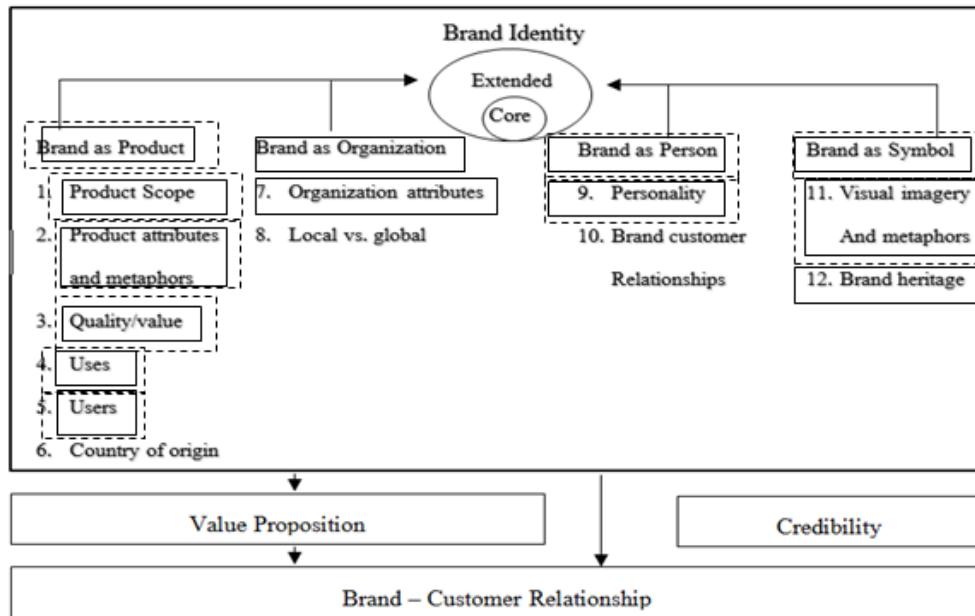 Brand Identity
Extended
Core
Brand as Product
1. Product Scope
2. Product attributes
and metaphors
3. Quality/value
4. Uses
5. Users
6. Country of origin
Brand as Organization
7. Organization attributes
8. Local vs. global
Brand as Person
9. Personality
10. Brand customer
Relationships
Brand as Symbol
11. Visual imagery
And metaphors
12. Brand heritage
Value Proposition
Credibility
Brand – Customer Relationship